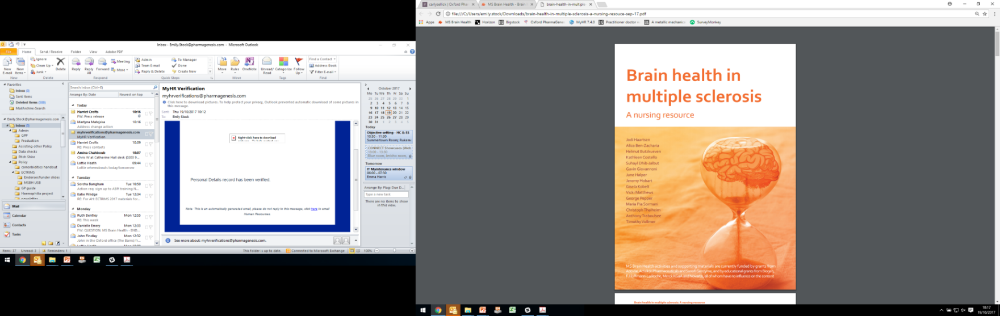 Inbox - Emily.Stock@pharmagenesis.com - Microsoft Outlook
File Home Send / Receive Folder View Adobe PDF
New E-mail
New Items
Ignore
Clean Up
Junk
Delete
Reply
Reply All
Forward
Meeting
More
Admin
Team E-mail
Reply & Delete
To Manager
Done
Create New
Move
Rules
OneNote
Unread/ Read
Categorize
Follow Up
Find a Contact
Address Book
Filter E-mail
New Delete Respond Quick Steps Move Tags Find
Favorites
Inbox (3)
Sent Items
Deleted Items (558)
MailArchive-Search
Emily.Stock@pharmagenesis.com
Inbox (3)
Admin
GPP
Production
Assisting other Policy
Data checks
Pitch Shire
Policy
comorbidities handout
ECTRIMS
Endorser/funder slides
MSBH USB
GP guide
Haemophilia project
newsletter
Mail
Calendar
Contacts
Tasks
Search Inbox (Ctrl+E)
Arrange By: Date Newest on top
Today
Harriet Crofts 10:16
FW: Press release
Martyna Matajska 10:16
Address change action
myhrverifications@pharmagenesis.com
MyHR Verification
Harriet Crofts 10:09
RE: Press contacts
Amina Chahboub 10:07
Chris W at Catherine Hall desk (0203 9...
Lottie Heath 09:44
Lottie whereabouts today/tomorrow
Tuesday
Sorcha Bangham Tue 16:50
Action req: sign up to ABPI training N...
Katie Pillidge Tue 12:34
RE: For AH: ECTRIMS 2017 materials for...
Monday
Ruth Bentley Mon 12:55
RE: This week
Danielle Emery Mon 12:33
FW: QUESTION: MS Brain Health - END...
John Findlay Mon 12:32
John in the Oxford office (The Barns) fr...
MyHR Verification
myhrverifications@pharmagenesis.com
Click here to download pictures. To help protect your privacy, Outlook prevented automatic download of some pictures in this message.
Sent: Thu 19/10/2017 10:12
To: Emily Stock
Right-click here to download
Personal Details record has been verified.
Note: This is an automatically generated email, please do not reply to this message, click here to email
Human Resources.
See more about: myhrverifications@pharmagenesis.com.
October 2017
Mo Tu We Th Fr Sa Su
25 26 27 28 29 30 1
2 3 4 5 6 7 8
9 10 11 12 13 14 15
16 17 18 19 20 21 22
23 24 25 26 27 28 29
30 31 1 2 3 4 5
Today
Objective setting - HC & ES
10:30 - 11:30
Summertown Room; Rukom
CONNECT Showcases (Web
13:00 - 13:30
Blue room, Jericho room,
Tomorrow
IT Maintenance window
06:00 - 07:30
Emma Harris
Arrange By: Flag: Due D...
Type a new task
There are no items to show in this view.
Items: 37 Unread: 3 Reminders: 1
This folder is up to date. Connected to Microsoft Exchange 100%
carlysellick | Oxford Phar
MS Brain Health - Brain
brain-health-in-multiple-
file:///C:/Users/emily.stock/Downloads/brain-health-in-multiple-sclerosis-a-nursing-resouce-sep-17.pdf
Apps MS Brain Health Horizon Bigstock Oxford PharmaGene MyHR 7.4.0 Practitioner doctor A metallic mechanica SurveyMonkey
Brain health in
multiple sclerosis
A nursing resource
Jodi Haartsen
Aliza Ben-Zacharia
Helmut Butzkueven
Kathleen Costello
Suhayl Dhib-Jalbut
Gavin Giovannoni
June Halper
Jeremy Hobart
Gisela Kobelt
Vicki Matthews
George Pepper
Maria Pia Sormani
Christoph Thalheim
Anthony Traboulsee
Timothy Vollmer
MS Brain Health activities and supporting materials are currently funded by grants from
AbbVie, Actelion Pharmaceuticals and Sanofi Genzyme, and by educational grants from Biogen,
F. Hoffmann-La Roche, Merck KGaA and Novartis, all of whom have no influence on the content
Brain health in multiple sclerosis: A nursing resource
10:17
19/10/2017